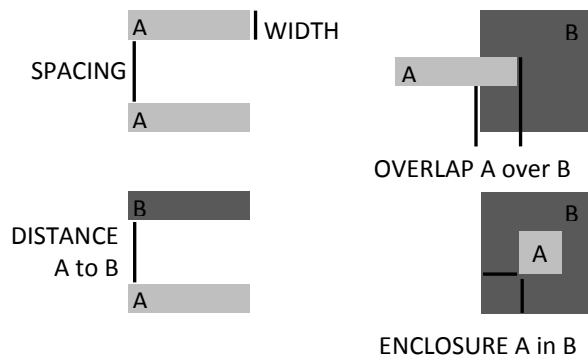 A
WIDTH
SPACING
A
B
A
OVERLAP A over B
B
DISTANCE
A to B
A
B
A
ENCLOSURE A in B